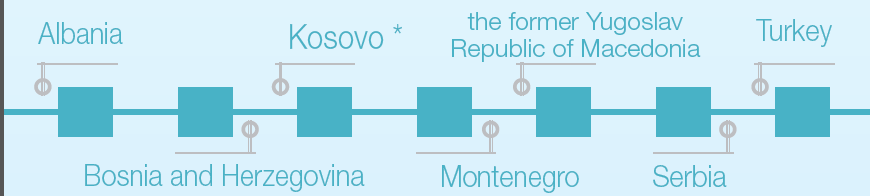 Albania
Kosovo *
the former Yugoslav
Republic of Macedonia
Turkey
Bosnia and Herzegovina
Montenegro
Serbia